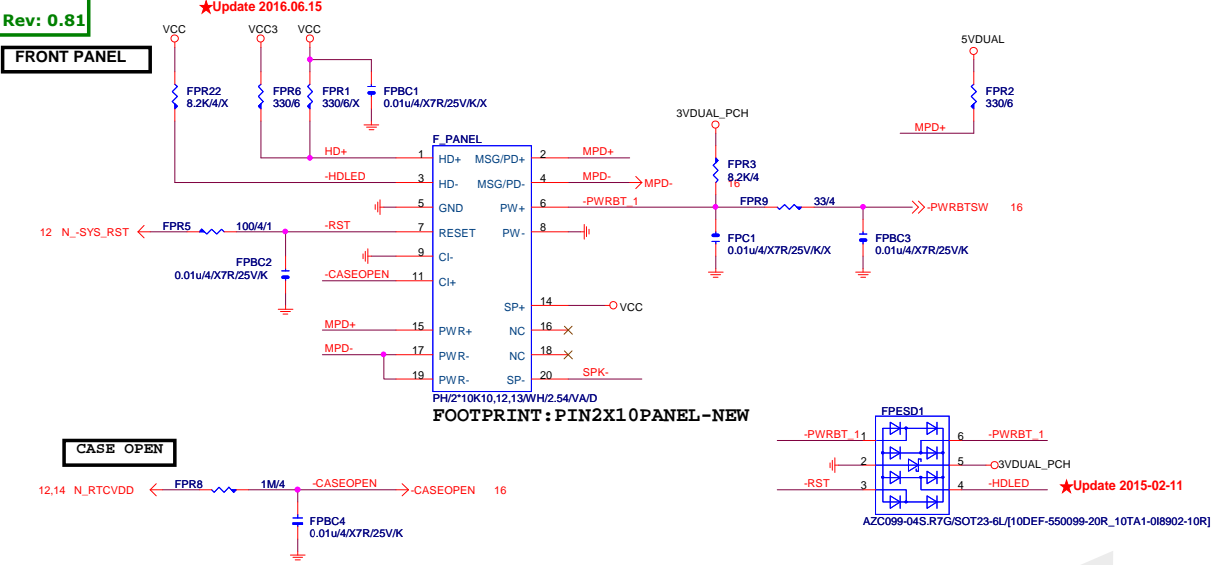 ★Update 2016.06.15
Rev: 0.81
FRONT PANEL
VCC
VCC3
VCC
5VDUAL
FPR22
8.2K/4/X
FPR6
330/6
FPR1
330/6/X
FPBC1
0.01u/4/X7R/25V/K/X
FPR2
330/6
MPD+
3VDUAL_PCH
F_PANEL
HD+ 1 HD+ MSG/PD+ 2 MPD+
-HDLED 3 HD- MSG/PD- 4 MPD- MPD- 16
FPR3
8.2K/4
5 GND PW+ 6 -PWRBT_1 FPR9 33/4 -PWRBTSW 16
12 N_-SYS_RST FPR5 100/4/1 -RST 7 RESET PW- 8
FPC1
0.01u/4/X7R/25V/K/X
FPBC3
0.01u/4/X7R/25V/K
9 CI-
FPBC2
0.01u/4/X7R/25V/K
-CASEOPEN 11 CI+
SP+ 14 VCC
MPD+ 15 PWR+ NC 16
MPD- 17 PWR- NC 18
19 PWR- SP- 20 SPK-
PH/2*10K10,12,13/WH/2.54/VA/D
FOOTPRINT:PIN2X10PANEL-NEW
CASE OPEN
12,14 N_RTCVDD FPR8 1M/4 -CASEOPEN -CASEOPEN 16
FPBC4
0.01u/4/X7R/25V/K
FPESD1
-PWRBT_1 1 6 -PWRBT_1
2 5 3VDUAL_PCH
-RST 3 4 -HDLED ★Update 2015-02-11
AZC099-04S.R7G/SOT23-6L/[10DEF-550099-20R_10TA1-0I8902-10R]